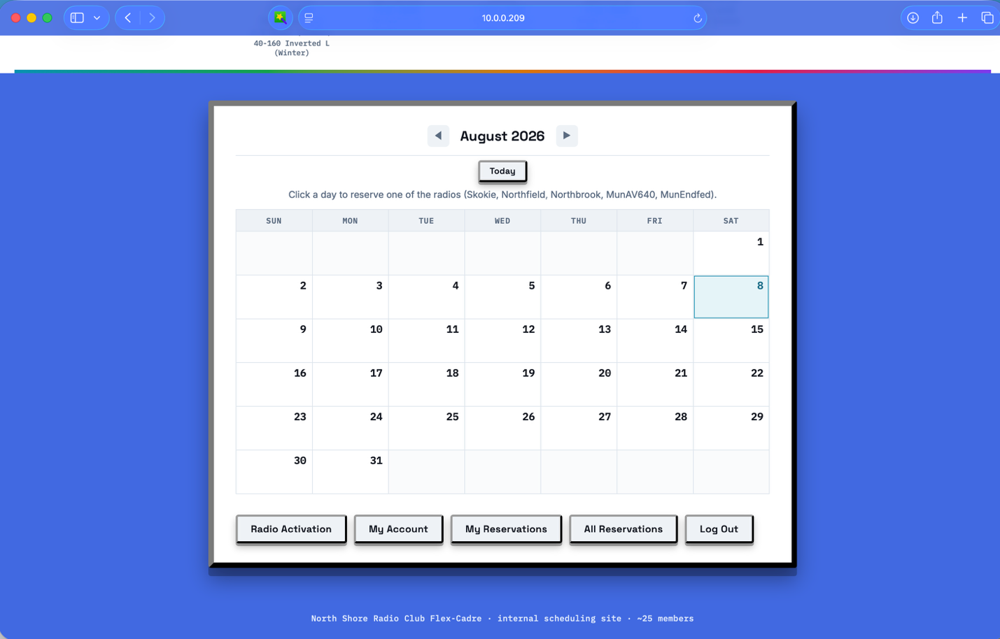 10.0.0.209
40-160 Inverted L
(Winter)
August 2026
Today
Click a day to reserve one of the radios (Skokie, Northfield, Northbrook, MunAV640, MunEndfed).
SUN MON TUE WED THU FRI SAT
1
2 3 4 5 6 7 8
9 10 11 12 13 14 15
16 17 18 19 20 21 22
23 24 25 26 27 28 29
30 31
Radio Activation My Account My Reservations All Reservations Log Out
North Shore Radio Club Flex-Cadre · internal scheduling site · ~25 members